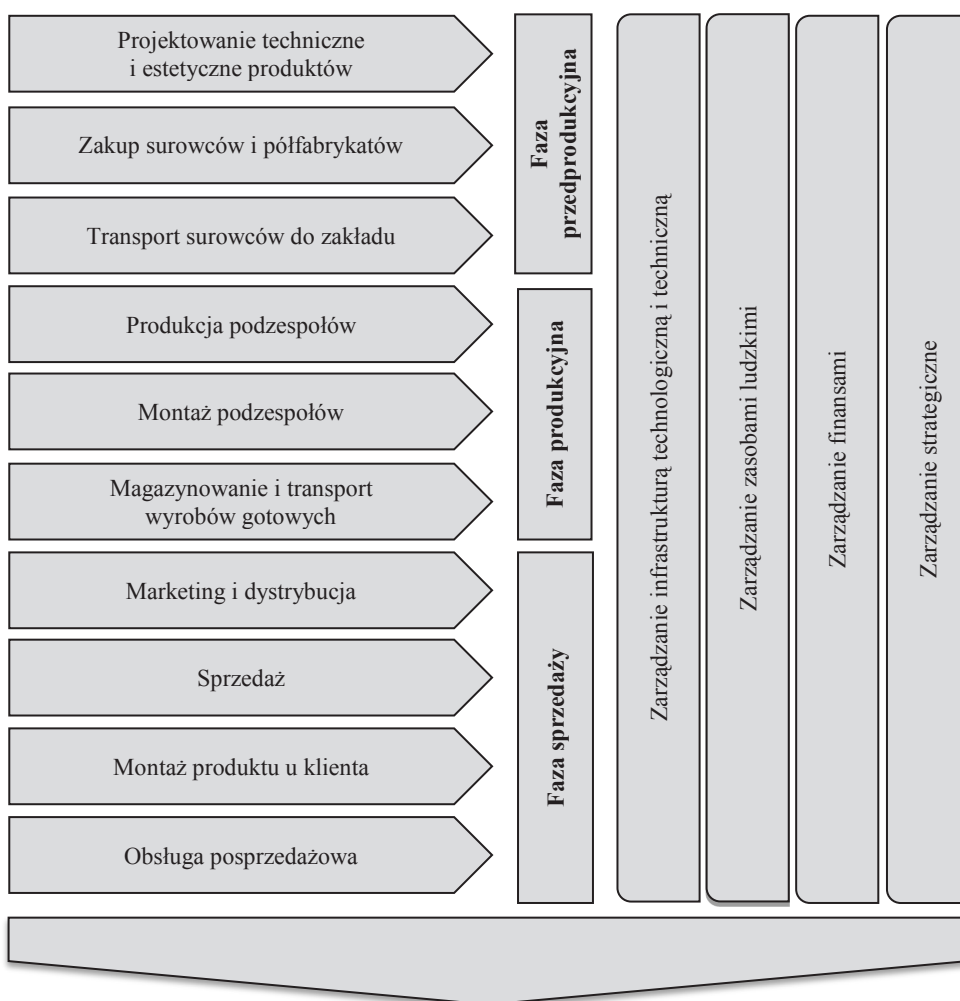 Projektowanie techniczne
i estetyczne produktów
Zakup surowców i półfabrykatów
Transport surowców do zakładu
Produkcja podzespołów
Montaż podzespołów
Magazynowanie i transport
wyrobów gotowych
Marketing i dystrybucja
Sprzedaż
Montaż produktu u klienta
Obsługa posprzedażowa
Faza
przedprodukcyjna
Faza produkcyjna
Faza sprzedaży
Zarządzanie infrastrukturą technologiczną i techniczną
Zarządzanie zasobami ludzkimi
Zarządzanie finansami
Zarządzanie strategiczne